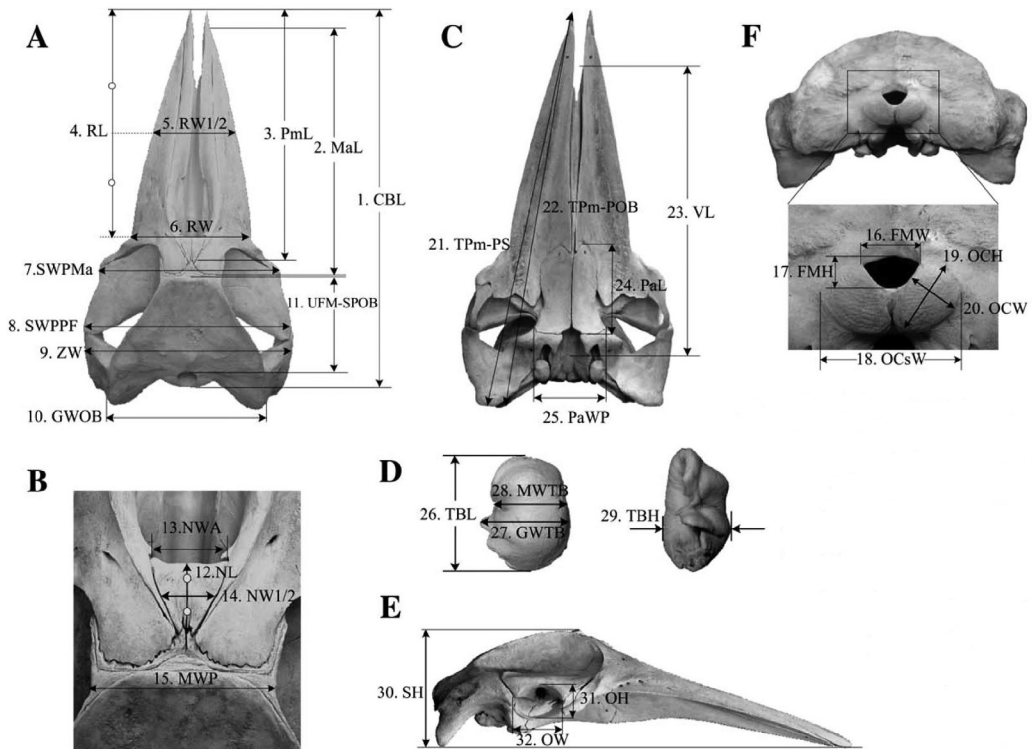 A
4. RL
5. RW1/2
3. PmL
2. MaL
1. CBL
6. RW
7.SWPMa
11. UFM-SPOB
8. SWPPF
9. ZW
10. GWOB
B
13.NWA
12.NL
14. NW1/2
15. MWP
C
22. TPm-POB
23. VL
21. TPm-PS
24. PaL
25. PaWP
D
28. MWTB
26. TBL
27. GWTB
29. TBH
E
30. SH
31. OH
32. OW
F
16. FMW
19. OCH
17. FMH
20. OCW
18. OCsW